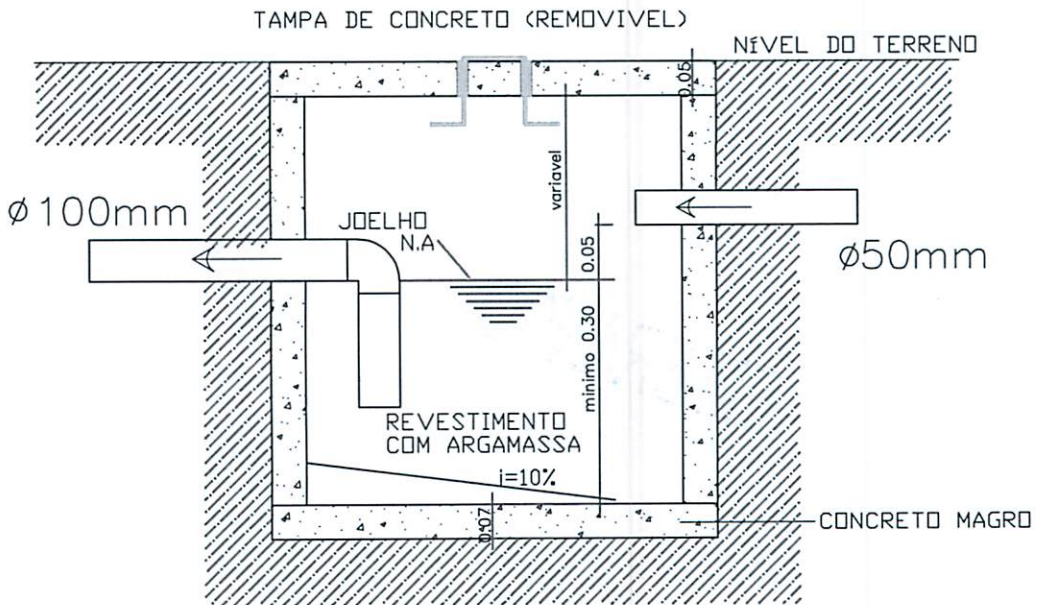 TAMPA DE CONCRETO (REMOVIVEL)
NÍVEL DO TERRENO
0.05
variavel
Ø 100mm
JOELHO
N.A
0.05
Ø50mm
minimo 0.30
REVESTIMENTO
COM ARGAMASSA
i=10%
0.07
CONCRETO MAGRO